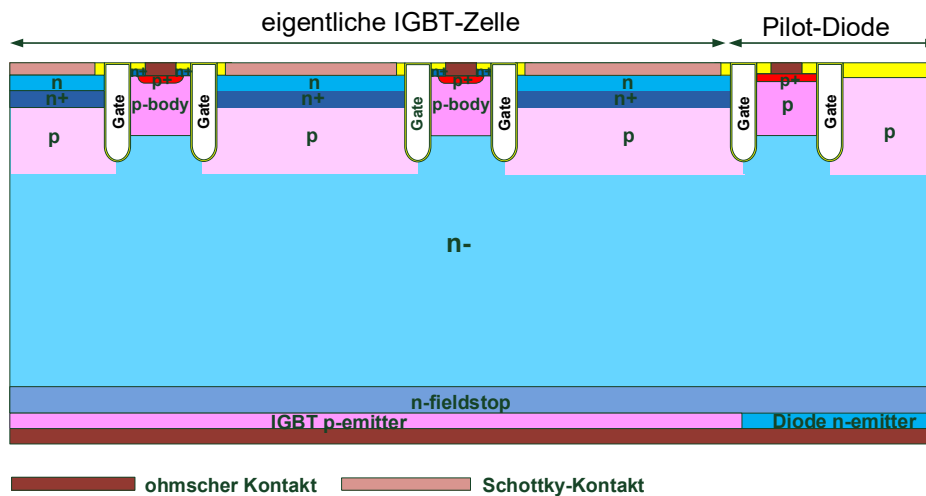 eigentliche IGBT-Zelle
Pilot-Diode
n+ p+ n+
n+ p+ n+
p+
n
n
n
n+
p-body
n+
p-body
n+
p
Gate
Gate
Gate
Gate
Gate
Gate
p
p
p
p
n-
n-fieldstop
IGBT p-emitter
Diode n-emitter
ohmscher Kontakt
Schottky-Kontakt